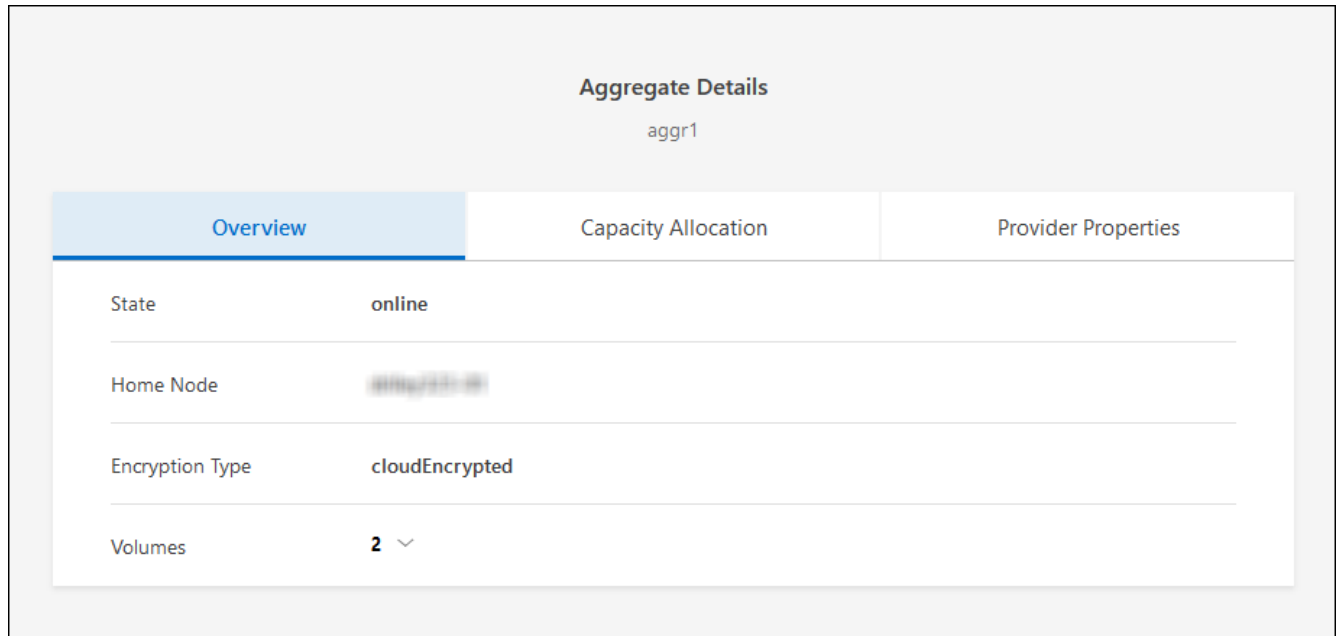 Aggregate Details
aggr1
Overview Capacity Allocation Provider Properties
State online
Home Node
Encryption Type cloudEncrypted
Volumes 2